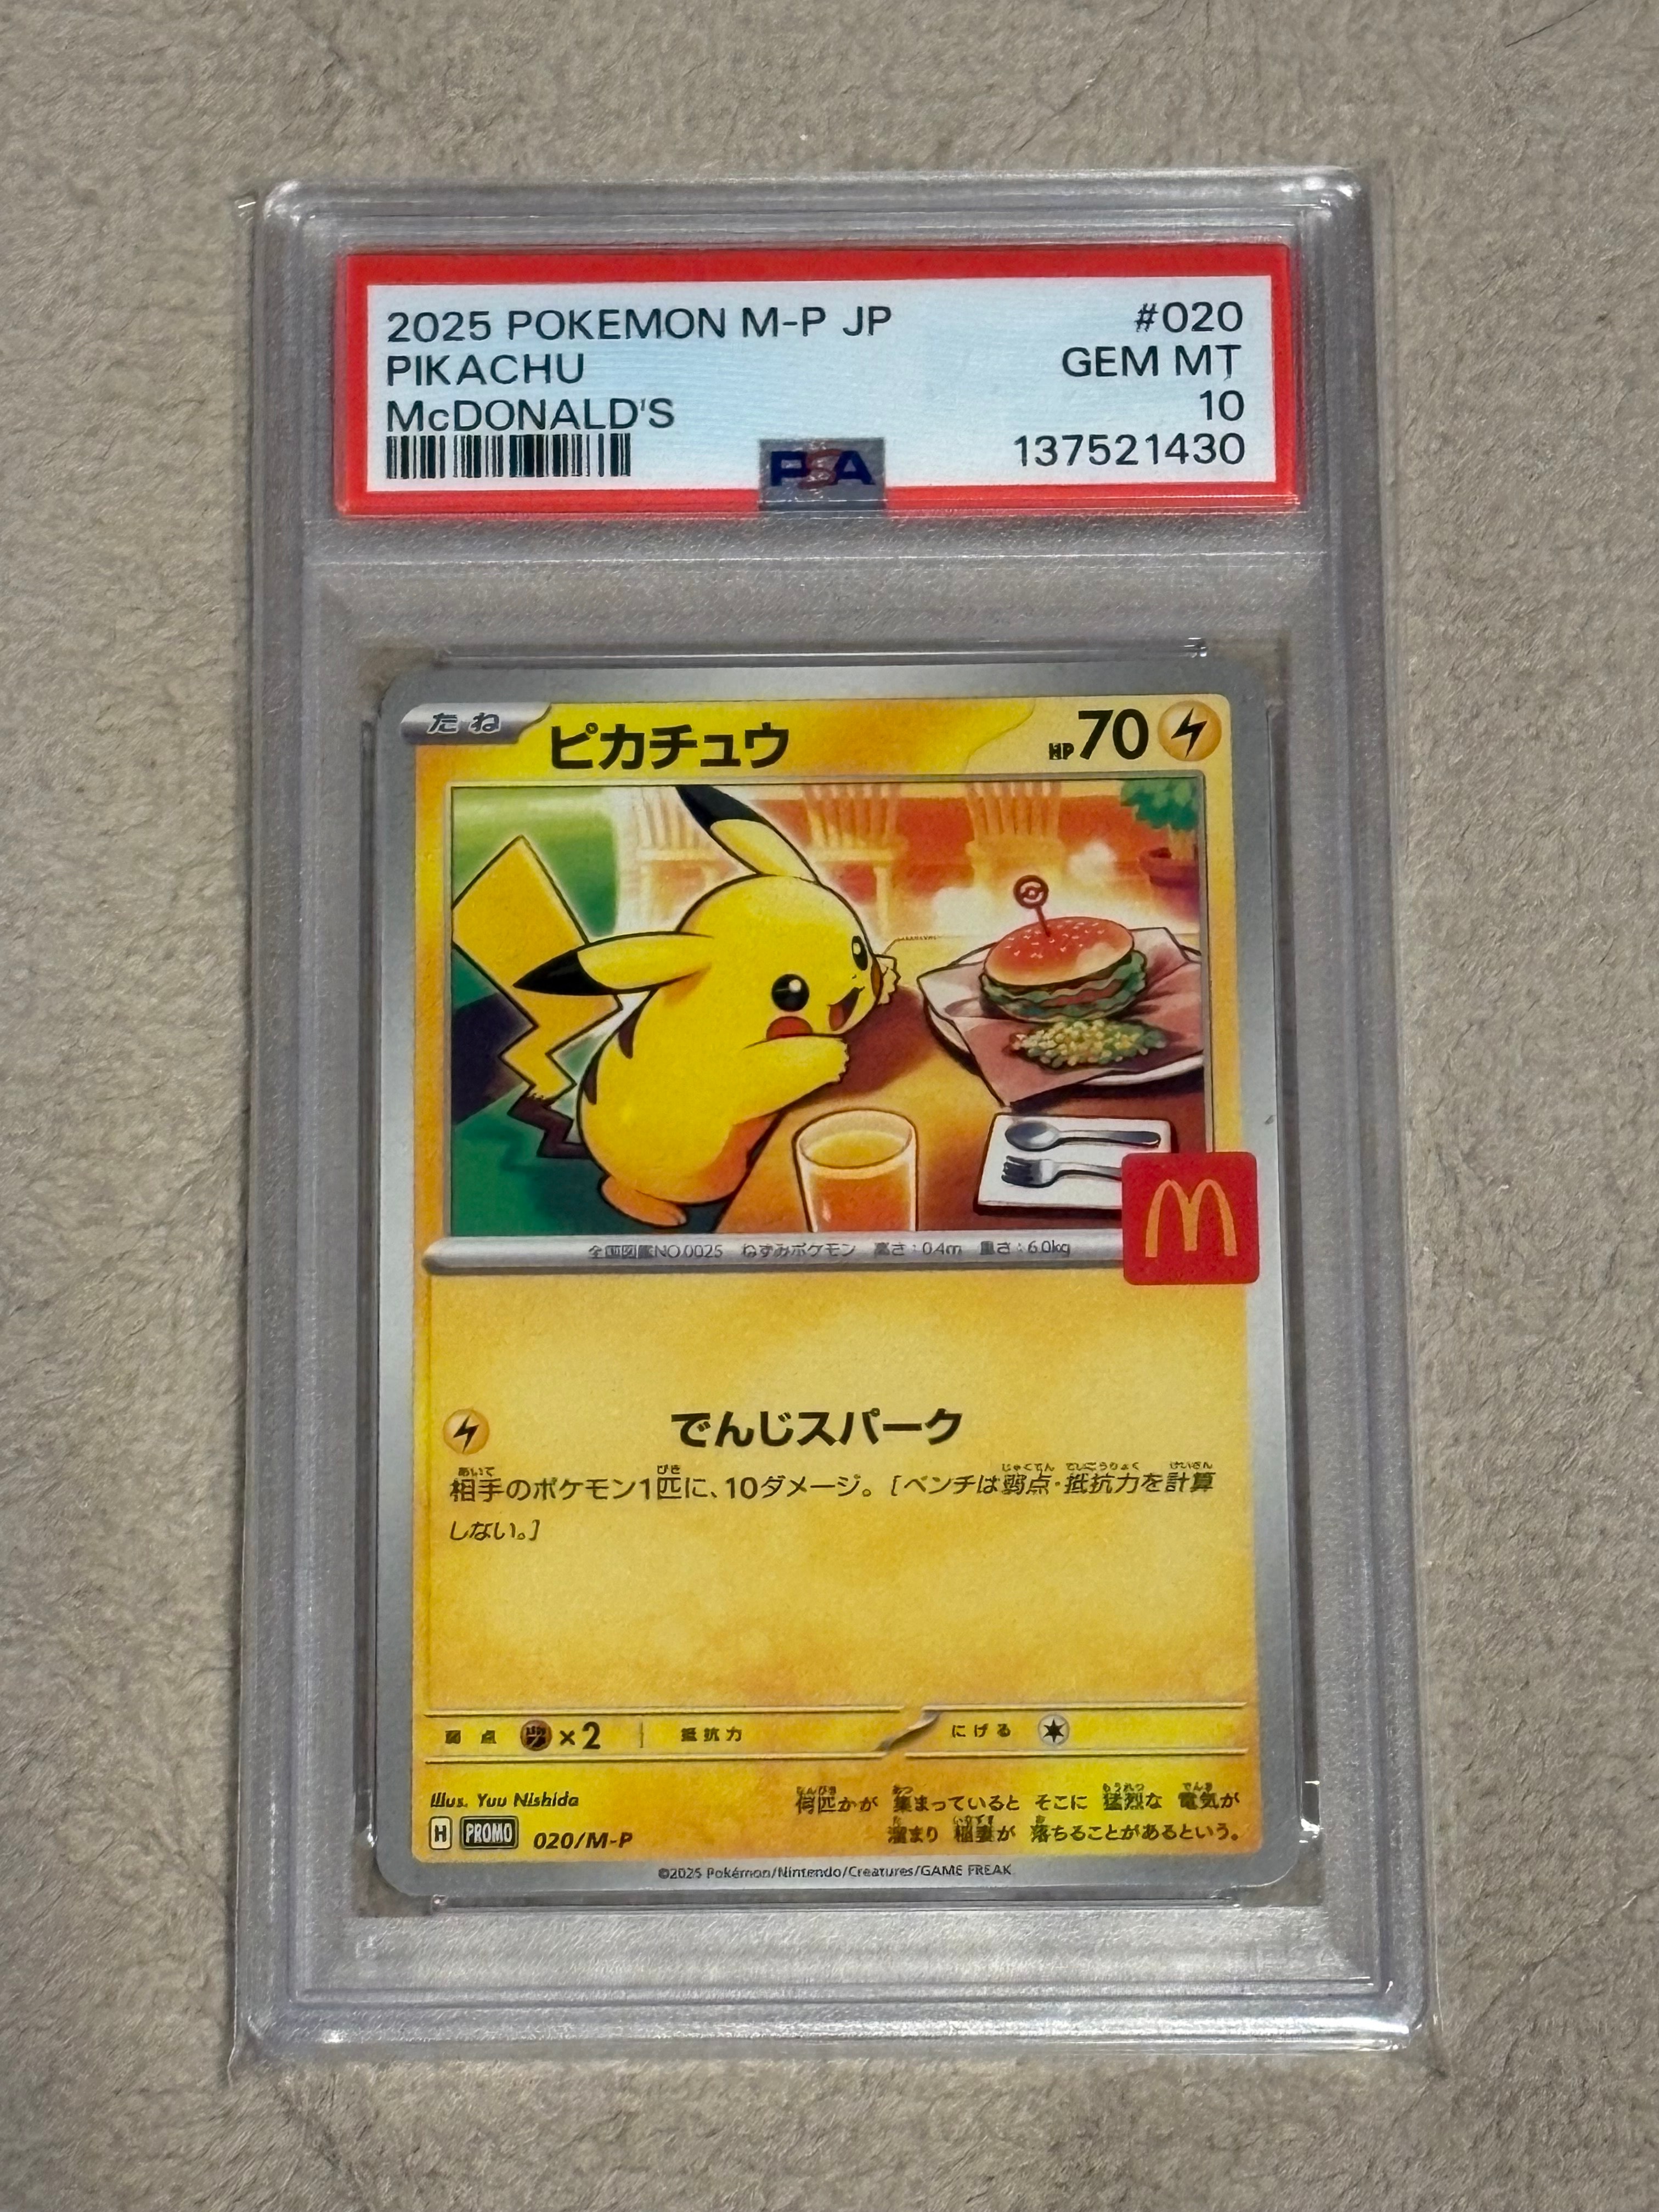 2025 POKEMON M-P JP #020
PIKACHU GEM MT
McDONALD'S 10
137521430
PSA
たね ピカチュウ HP70
全国図鑑NO.0025 ねずみポケモン 高さ:0.4m 重さ:6.0kg
でんじスパーク
相手のポケモン1匹に、10ダメージ。[ベンチは弱点・抵抗力を計算
しない。]
弱点 ×2 抵抗力 にげる
Illus. Yuu Nishida
H PROMO 020/M-P
何匹かが 集まっていると そこに 猛烈な 電気が
溜まり 稲妻が 落ちることがあるという。
©2025 Pokémon/Nintendo/Creatures/GAME FREAK